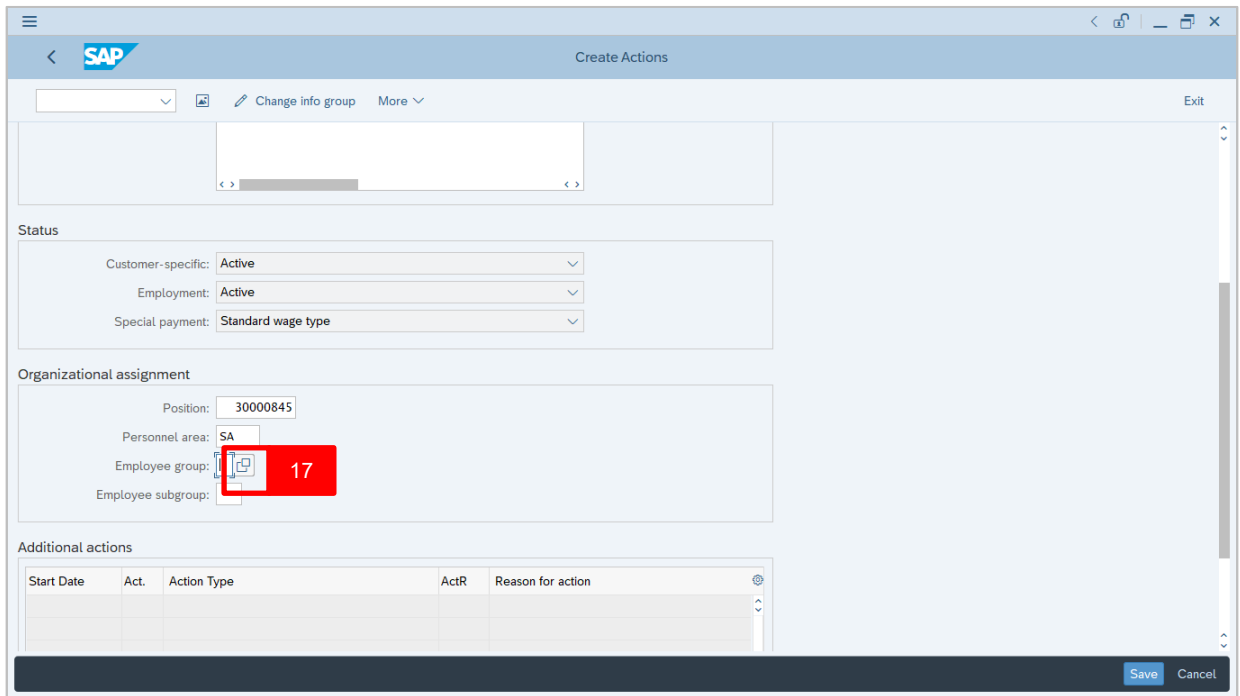 SAP
Create Actions
Change info group More Exit
Status
Customer-specific: Active
Employment: Active
Special payment: Standard wage type
Organizational assignment
Position: 30000845
Personnel area: SA
Employee group: 17
Employee subgroup:
Additional actions
Start Date Act. Action Type ActR Reason for action
Save Cancel